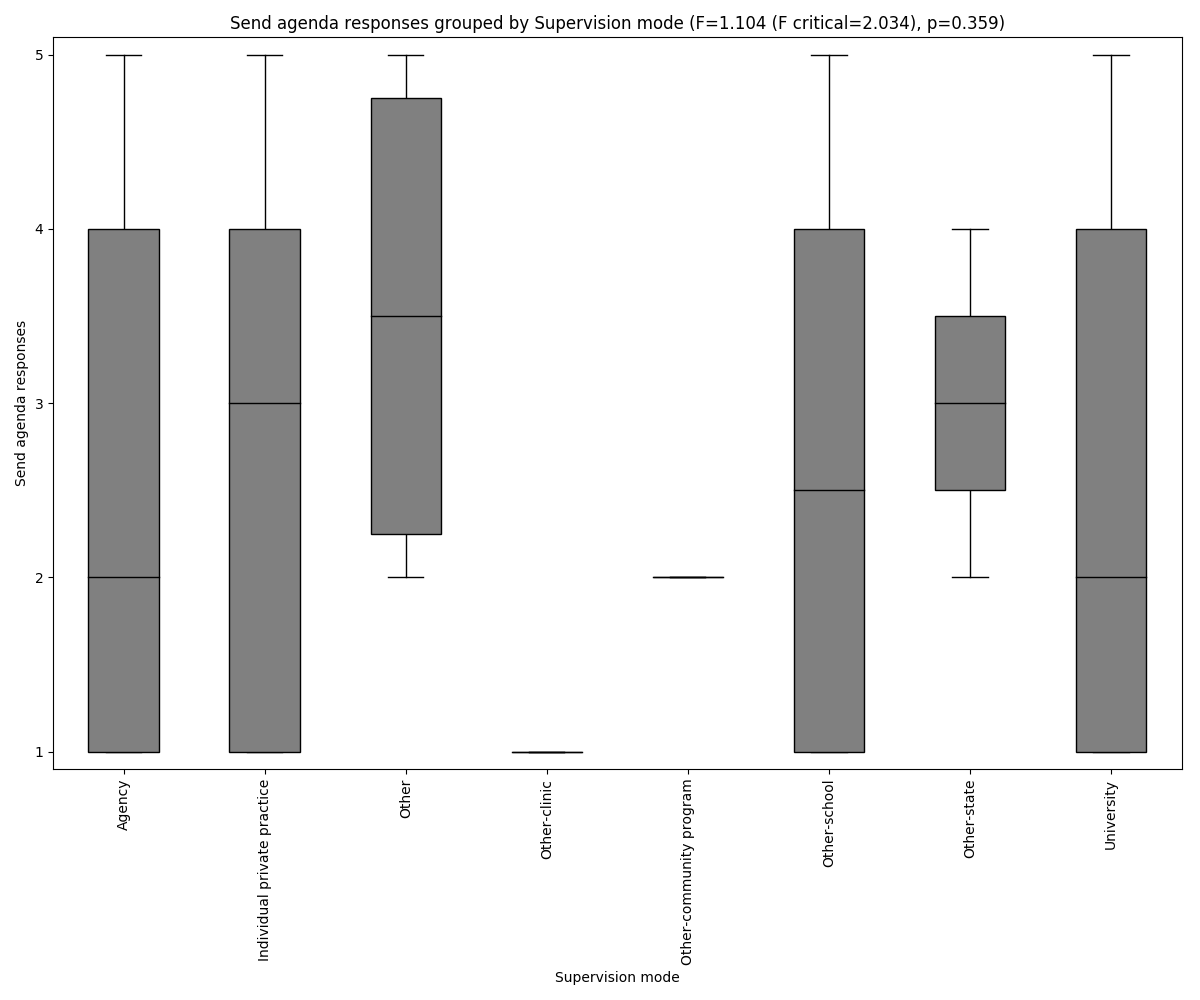 Send agenda responses grouped by Supervision mode (F=1.104 (F critical=2.034), p=0.359)
Send agenda responses
5
4
3
2
1
Agency
Individual private practice
Other
Other-clinic
Other-community program
Other-school
Other-state
University
Supervision mode